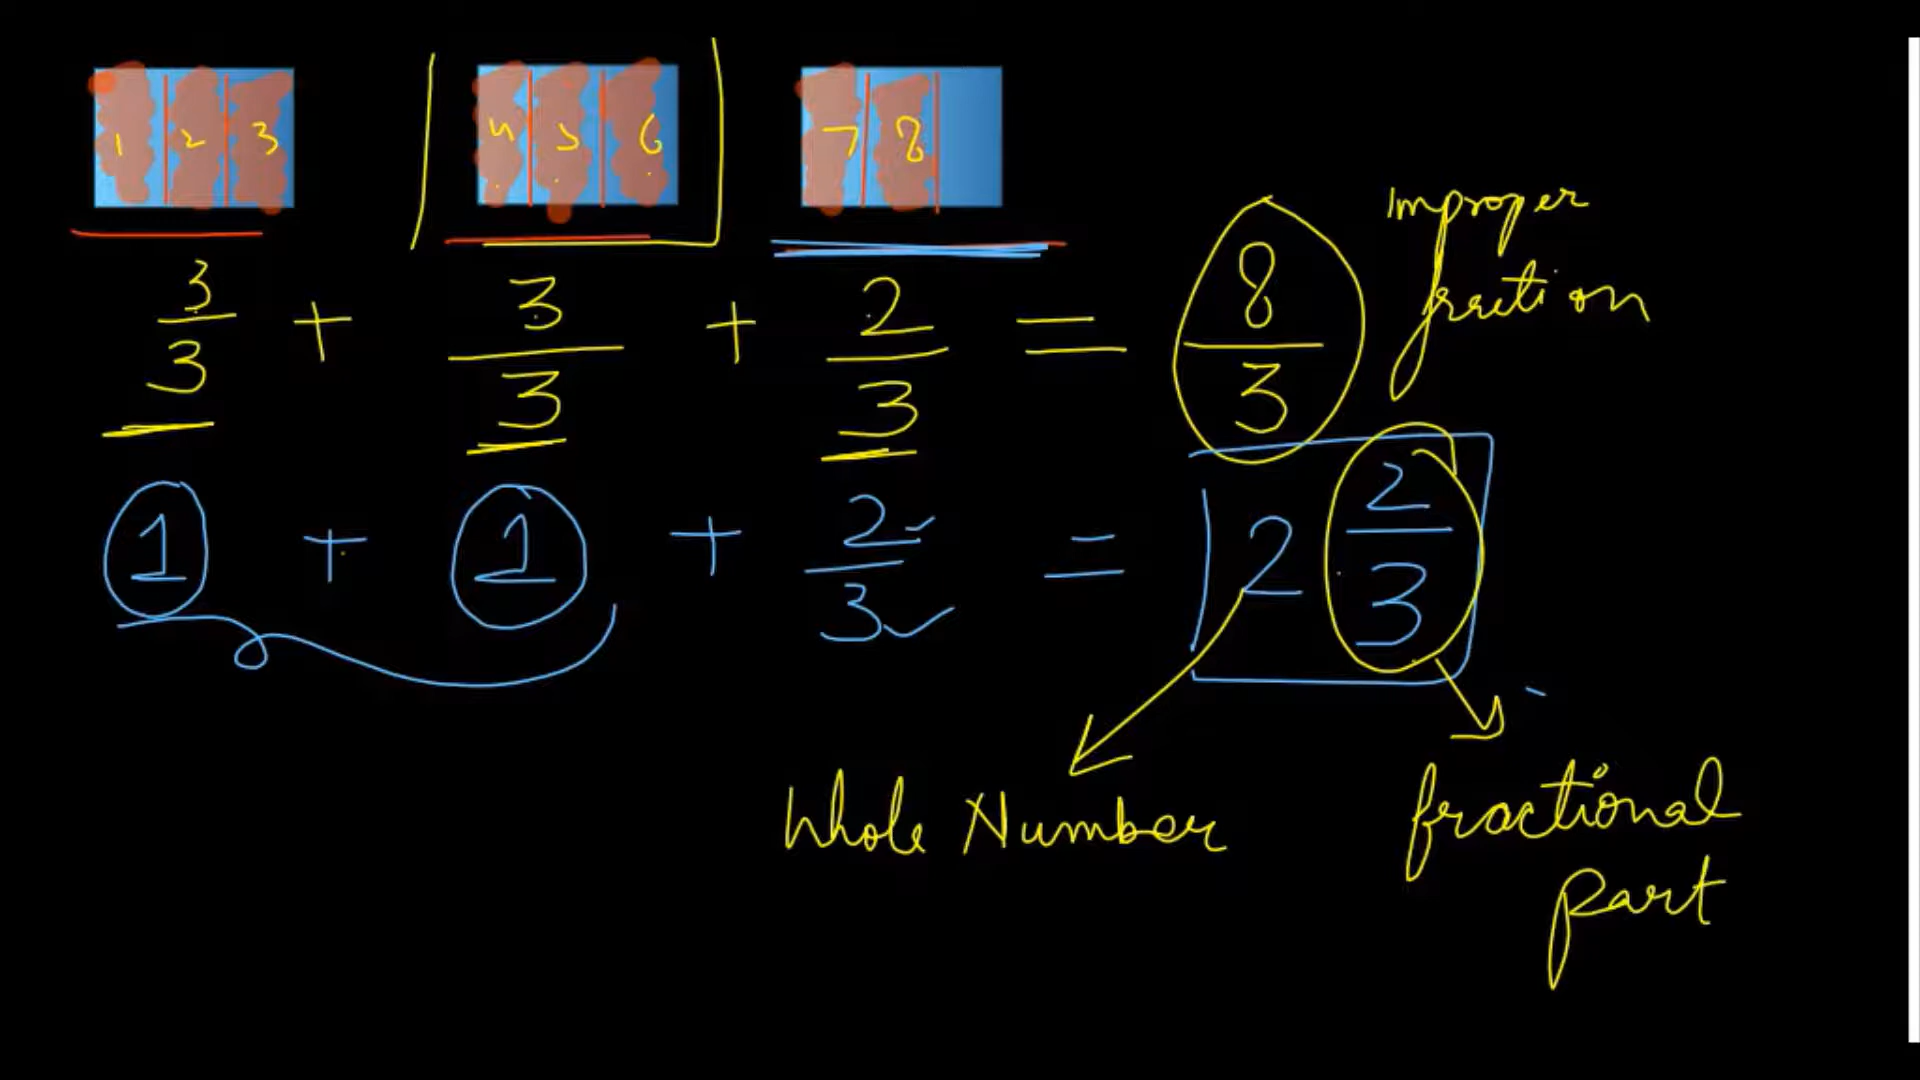 1 2 3 4 5 6 7 8
3/3 + 3/3 + 2/3 = 8/3
Improper
fraction
1 + 1 + 2/3 = 2 2/3
Whole Number
fractional
part